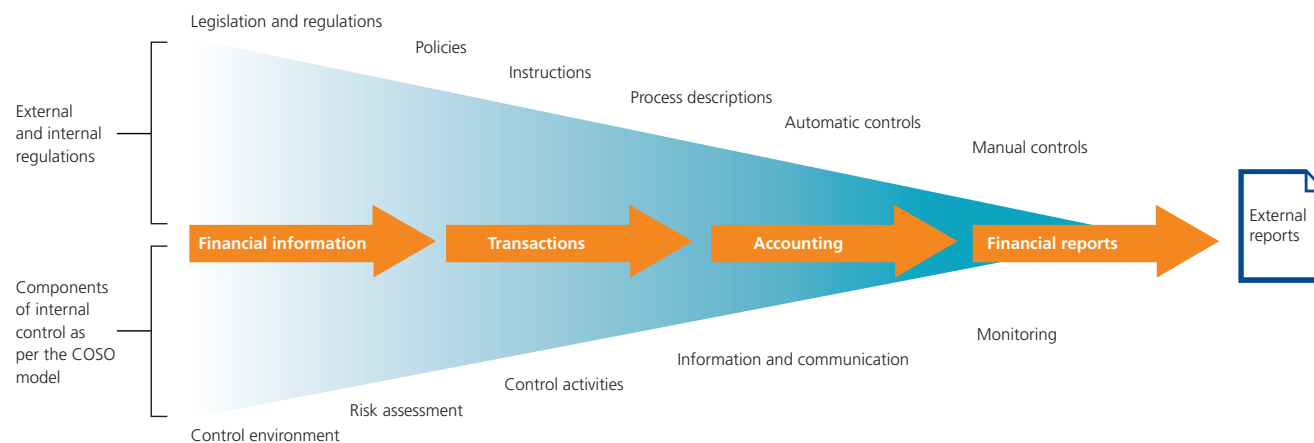 Legislation and regulations
Policies
Instructions
Process descriptions
Automatic controls
Manual controls
External
and internal
regulations
External
reports
Financial information
Transactions
Accounting
Financial reports
Components
of internal
control as
per the COSO
model
Monitoring
Information and communication
Control activities
Risk assessment
Control environment